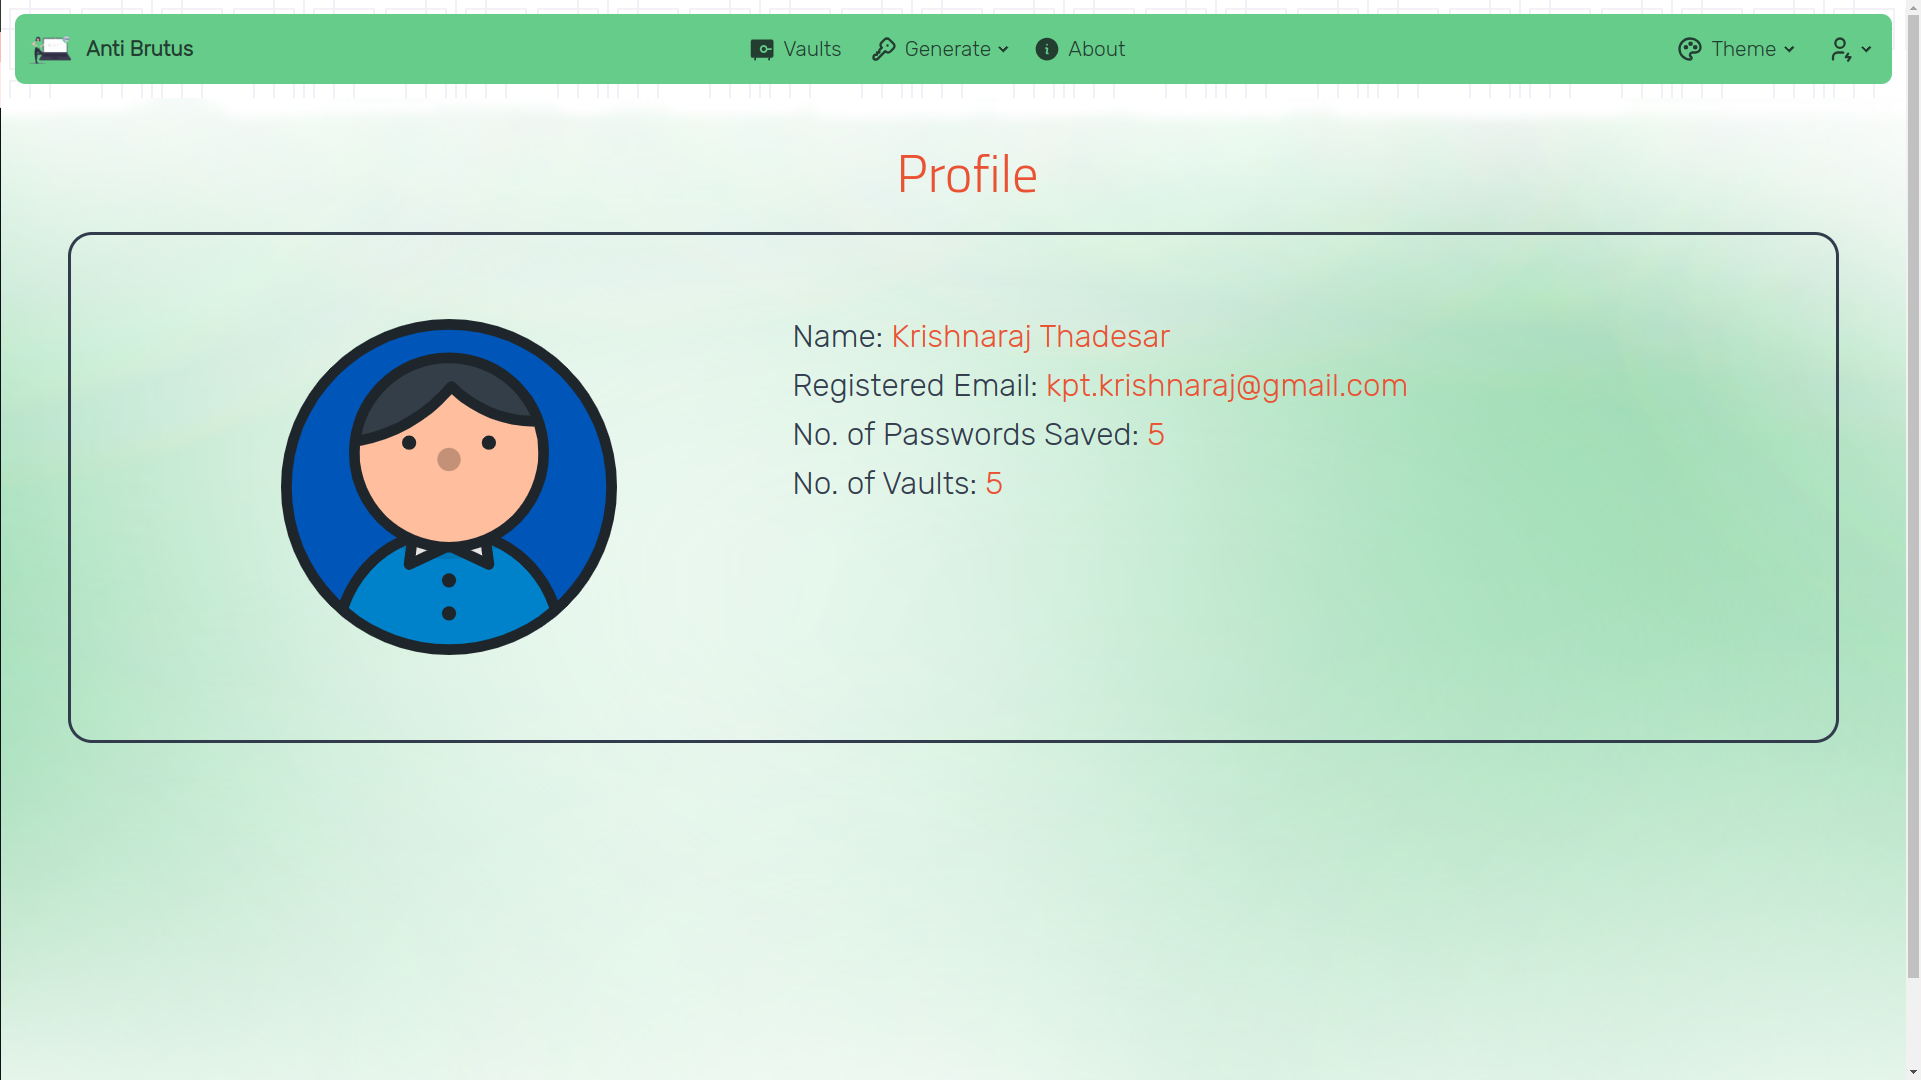 Anti Brutus
Vaults
Generate
About
Theme
Profile
Name: Krishnaraj Thadesar
Registered Email: kpt.krishnaraj@gmail.com
No. of Passwords Saved: 5
No. of Vaults: 5